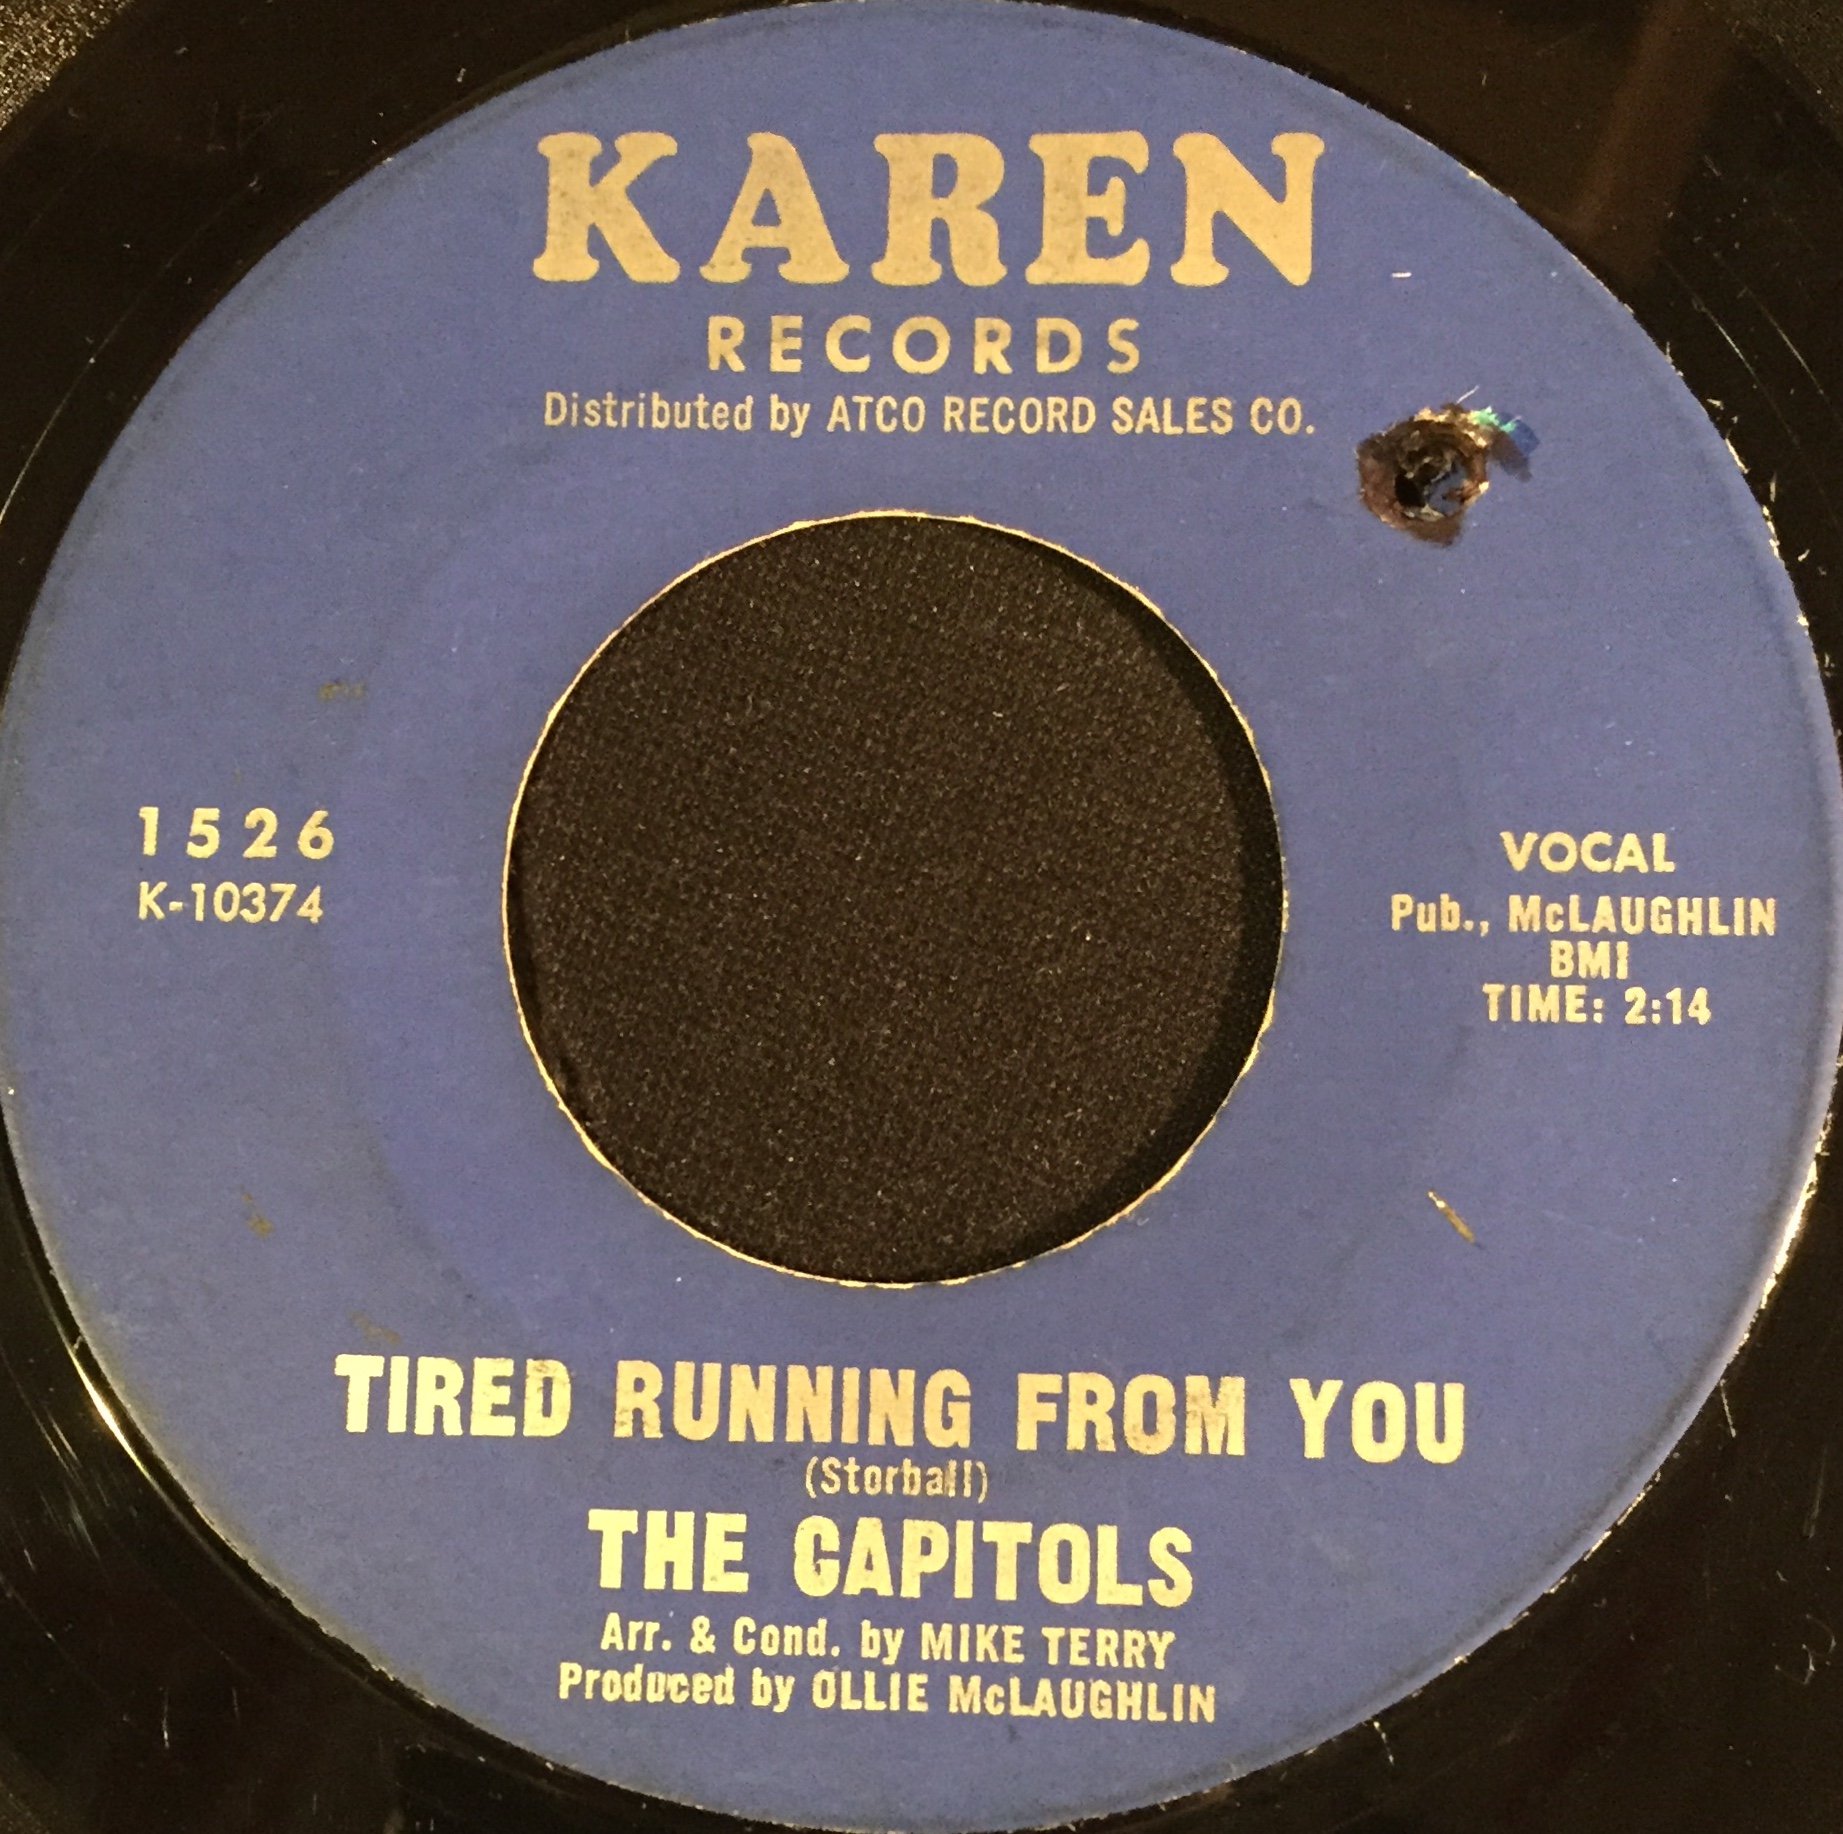 KAREN
RECORDS
Distributed by ATCO RECORD SALES CO.
1526
K-10374
VOCAL
Pub., McLAUGHLIN
BMI
TIME: 2:14
TIRED RUNNING FROM YOU
(Storball)
THE CAPITOLS
Arr. & Cond. by MIKE TERRY
Produced by OLLIE McLAUGHLIN